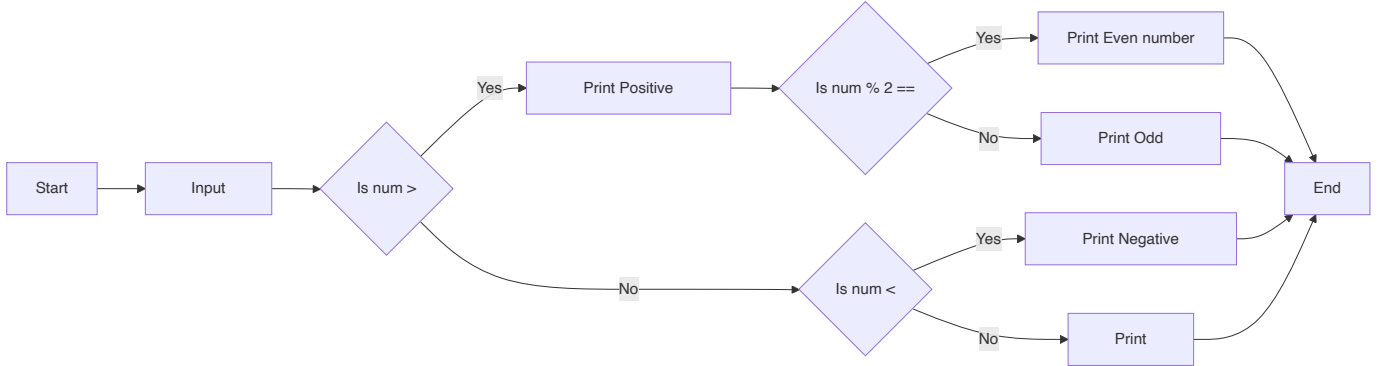 Start
Input
Is num >
Yes
Print Positive
Is num % 2 ==
Yes
Print Even number
No
Print Odd
End
No
Is num <
Yes
Print Negative
No
Print